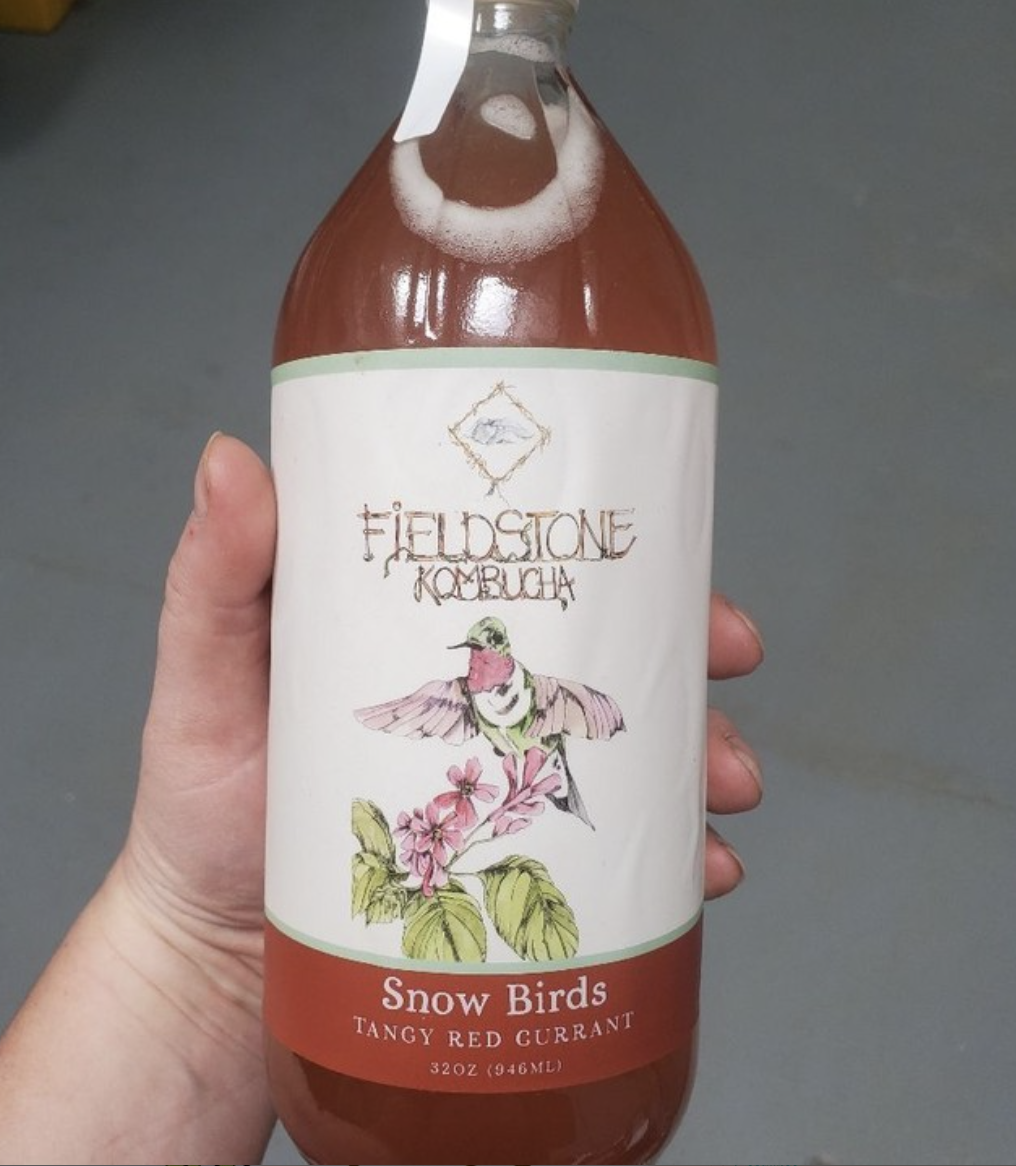 FiELDSTONE
KOMBUCHA
Snow Birds
TANGY RED CURRANT
32OZ (946ML)